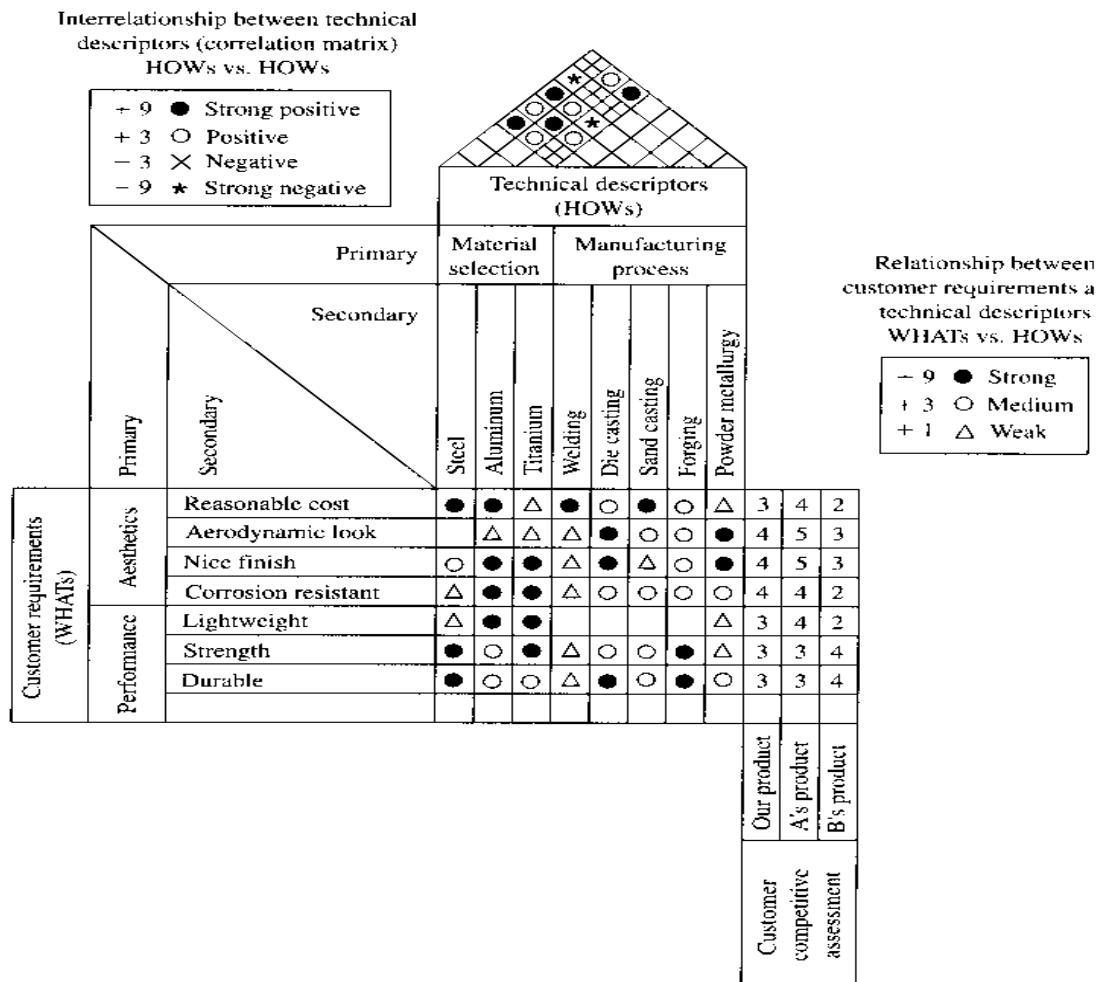 Interrelationship between technical
descriptors (correlation matrix)
HOWs vs. HOWs
+ 9 ● Strong positive
+ 3 ○ Positive
− 3 ✕ Negative
− 9 ★ Strong negative
Technical descriptors
(HOWs)
Primary
Material
selection
Manufacturing
process
Secondary
Steel
Aluminum
Titanium
Welding
Die casting
Sand casting
Forging
Powder metallurgy
Relationship between
customer requirements a
technical descriptors
WHATs vs. HOWs
− 9 ● Strong
+ 3 ○ Medium
+ 1 △ Weak
Primary
Secondary
Customer requirements
(WHATs)
Aesthetics
Performance
Reasonable cost ● ● △ ● ○ ● ○ △ 3 4 2
Aerodynamic look △ △ △ ● ○ ○ ● 4 5 3
Nice finish ○ ● ● △ ● △ ○ ● 4 5 3
Corrosion resistant △ ● ● △ ○ ○ ○ ○ 4 4 2
Lightweight △ ● ● △ 3 4 2
Strength ● ○ ● △ ○ ○ ● △ 3 3 4
Durable ● ○ ○ △ ● ○ ● ○ 3 3 4
Our product
A's product
B's product
Customer
competitive
assessment